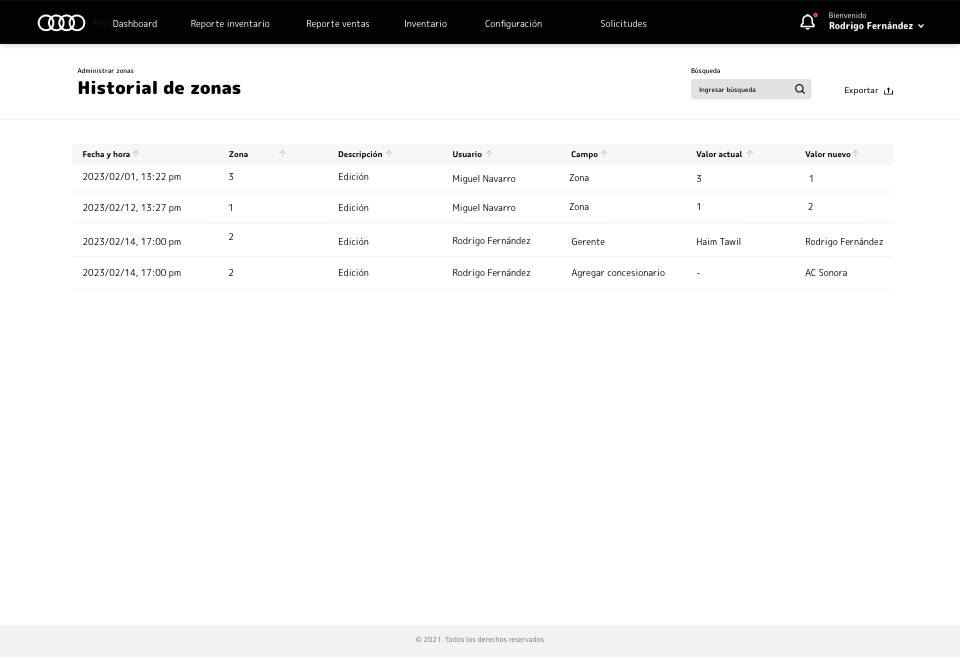 Dashboard Reporte inventario Reporte ventas Inventario Configuración Solicitudes
Bienvenido
Rodrigo Fernández
Administrar zonas
Historial de zonas
Búsqueda
Ingresar búsqueda
Exportar
Fecha y hora Zona Descripción Usuario Campo Valor actual Valor nuevo
2023/02/01, 13:22 pm 3 Edición Miguel Navarro Zona 3 1
2023/02/12, 13:27 pm 1 Edición Miguel Navarro Zona 1 2
2023/02/14, 17:00 pm 2 Edición Rodrigo Fernández Gerente Haim Tawil Rodrigo Fernández
2023/02/14, 17:00 pm 2 Edición Rodrigo Fernández Agregar concesionario - AC Sonora
© 2021. Todos los derechos reservados